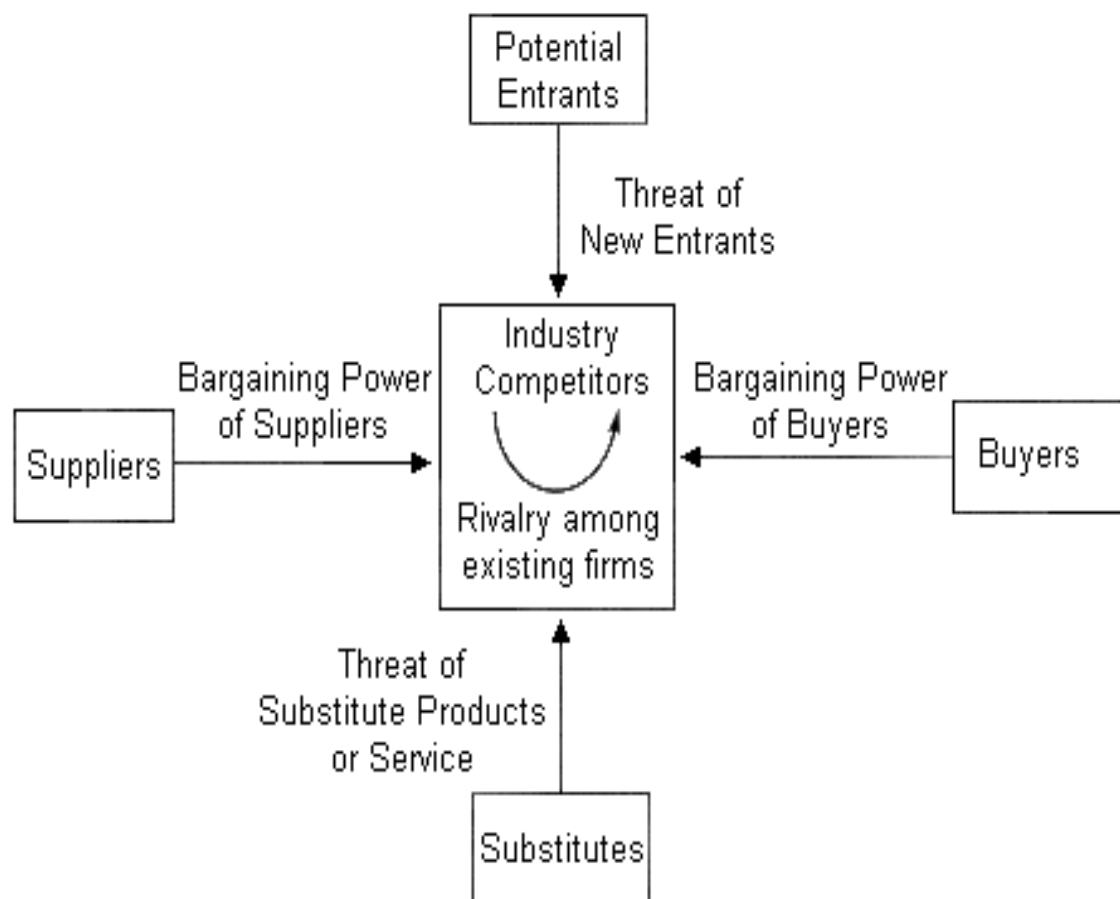 Potential
Entrants
Threat of
New Entrants
Industry
Competitors
Bargaining Power
of Suppliers
Bargaining Power
of Buyers
Suppliers
Buyers
Rivalry among
existing firms
Threat of
Substitute Products
or Service
Substitutes